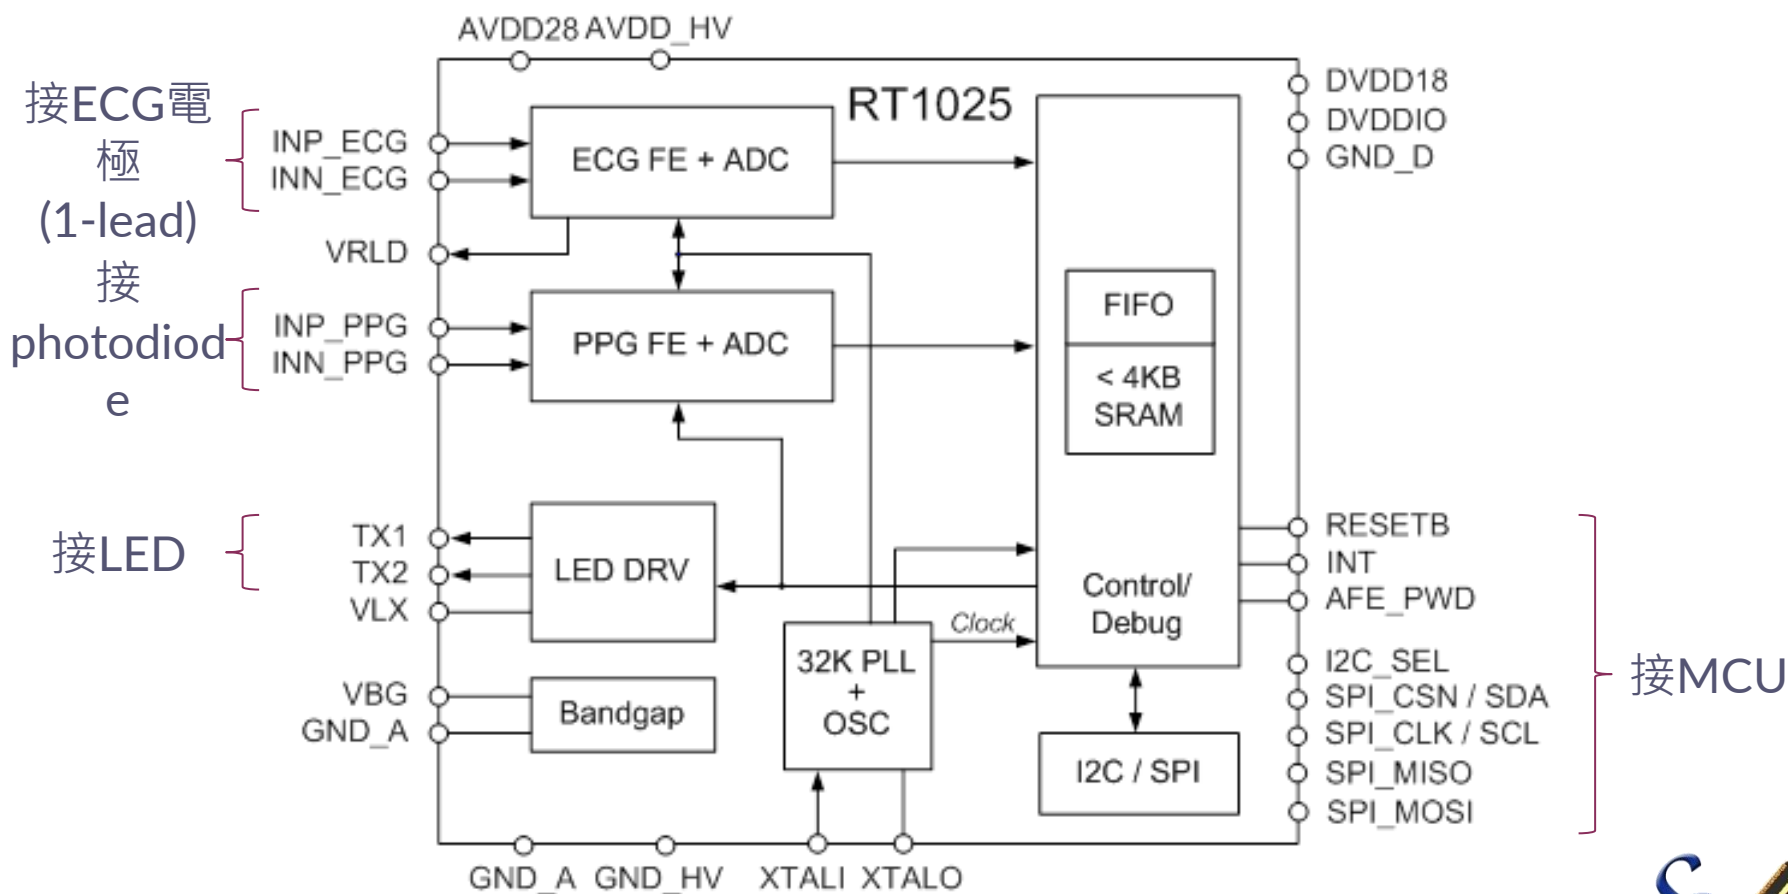 AVDD28 AVDD_HV
RT1025
接ECG電
極
(1-lead)
INP_ECG
INN_ECG
VRLD
ECG FE + ADC
接
photodiod
e
INP_PPG
INN_PPG
PPG FE + ADC
接LED
TX1
TX2
VLX
LED DRV
VBG
GND_A
Bandgap
32K PLL
+
OSC
Clock
FIFO
< 4KB
SRAM
Control/
Debug
I2C / SPI
DVDD18
DVDDIO
GND_D
RESETB
INT
AFE_PWD
I2C_SEL
SPI_CSN / SDA
SPI_CLK / SCL
SPI_MISO
SPI_MOSI
接MCU
GND_A GND_HV XTALI XTALO